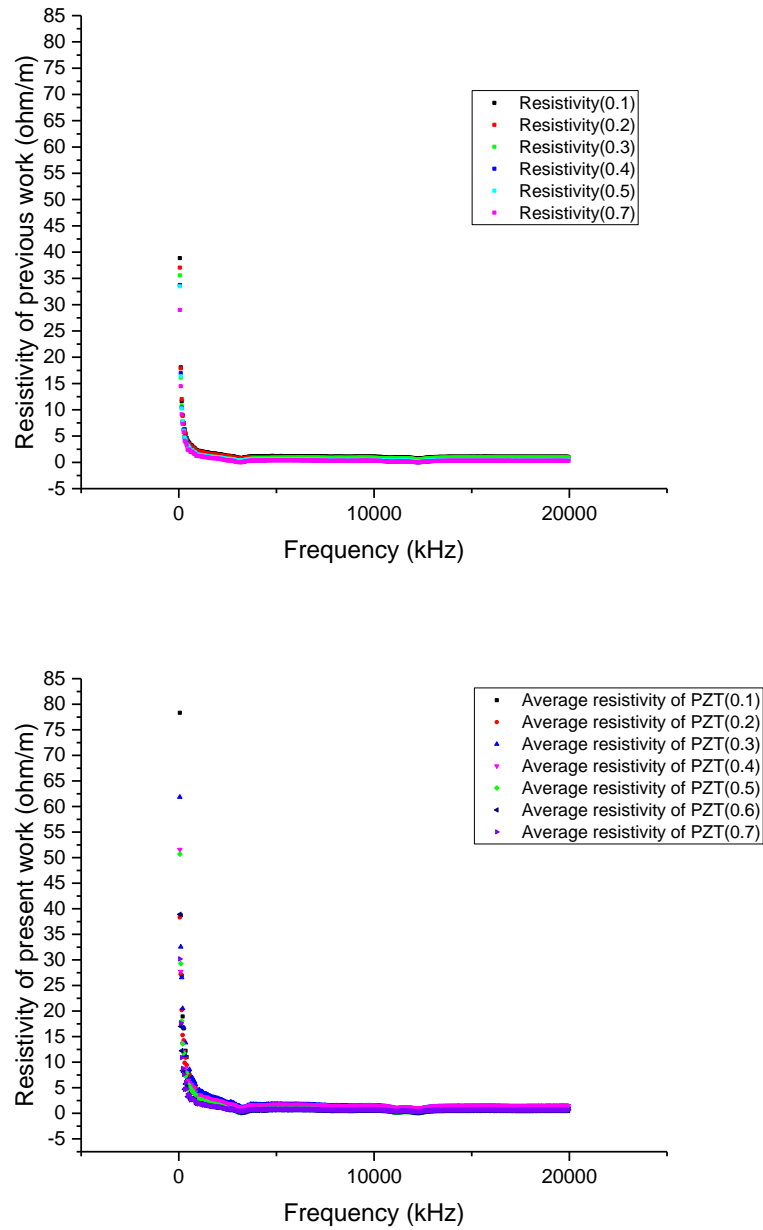 85
80
75
70
65
60
55
50
45
40
35
30
25
20
15
10
5
0
-5
Resistivity of previous work (ohm/m)
Resistivity(0.1)
Resistivity(0.2)
Resistivity(0.3)
Resistivity(0.4)
Resistivity(0.5)
Resistivity(0.7)
0 10000 20000
Frequency (kHz)
85
80
75
70
65
60
55
50
45
40
35
30
25
20
15
10
5
0
-5
Resistivity of present work (ohm/m)
Average resistivity of PZT(0.1)
Average resistivity of PZT(0.2)
Average resistivity of PZT(0.3)
Average resistivity of PZT(0.4)
Average resistivity of PZT(0.5)
Average resistivity of PZT(0.6)
Average resistivity of PZT(0.7)
0 10000 20000
Frequency (kHz)